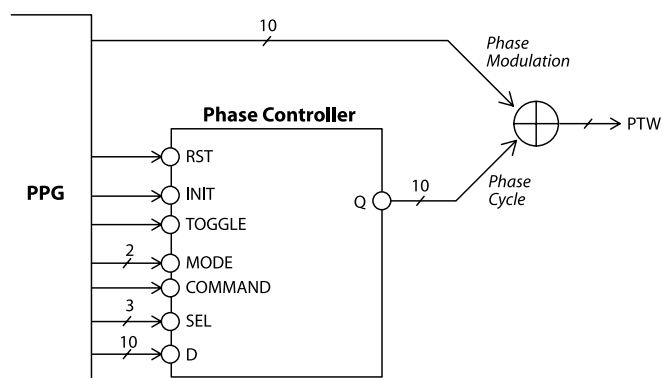 10
Phase
Modulation
Phase Controller
PTW
RST
PPG
INIT
Q
10
Phase
Cycle
TOGGLE
2
MODE
COMMAND
3
SEL
10
D